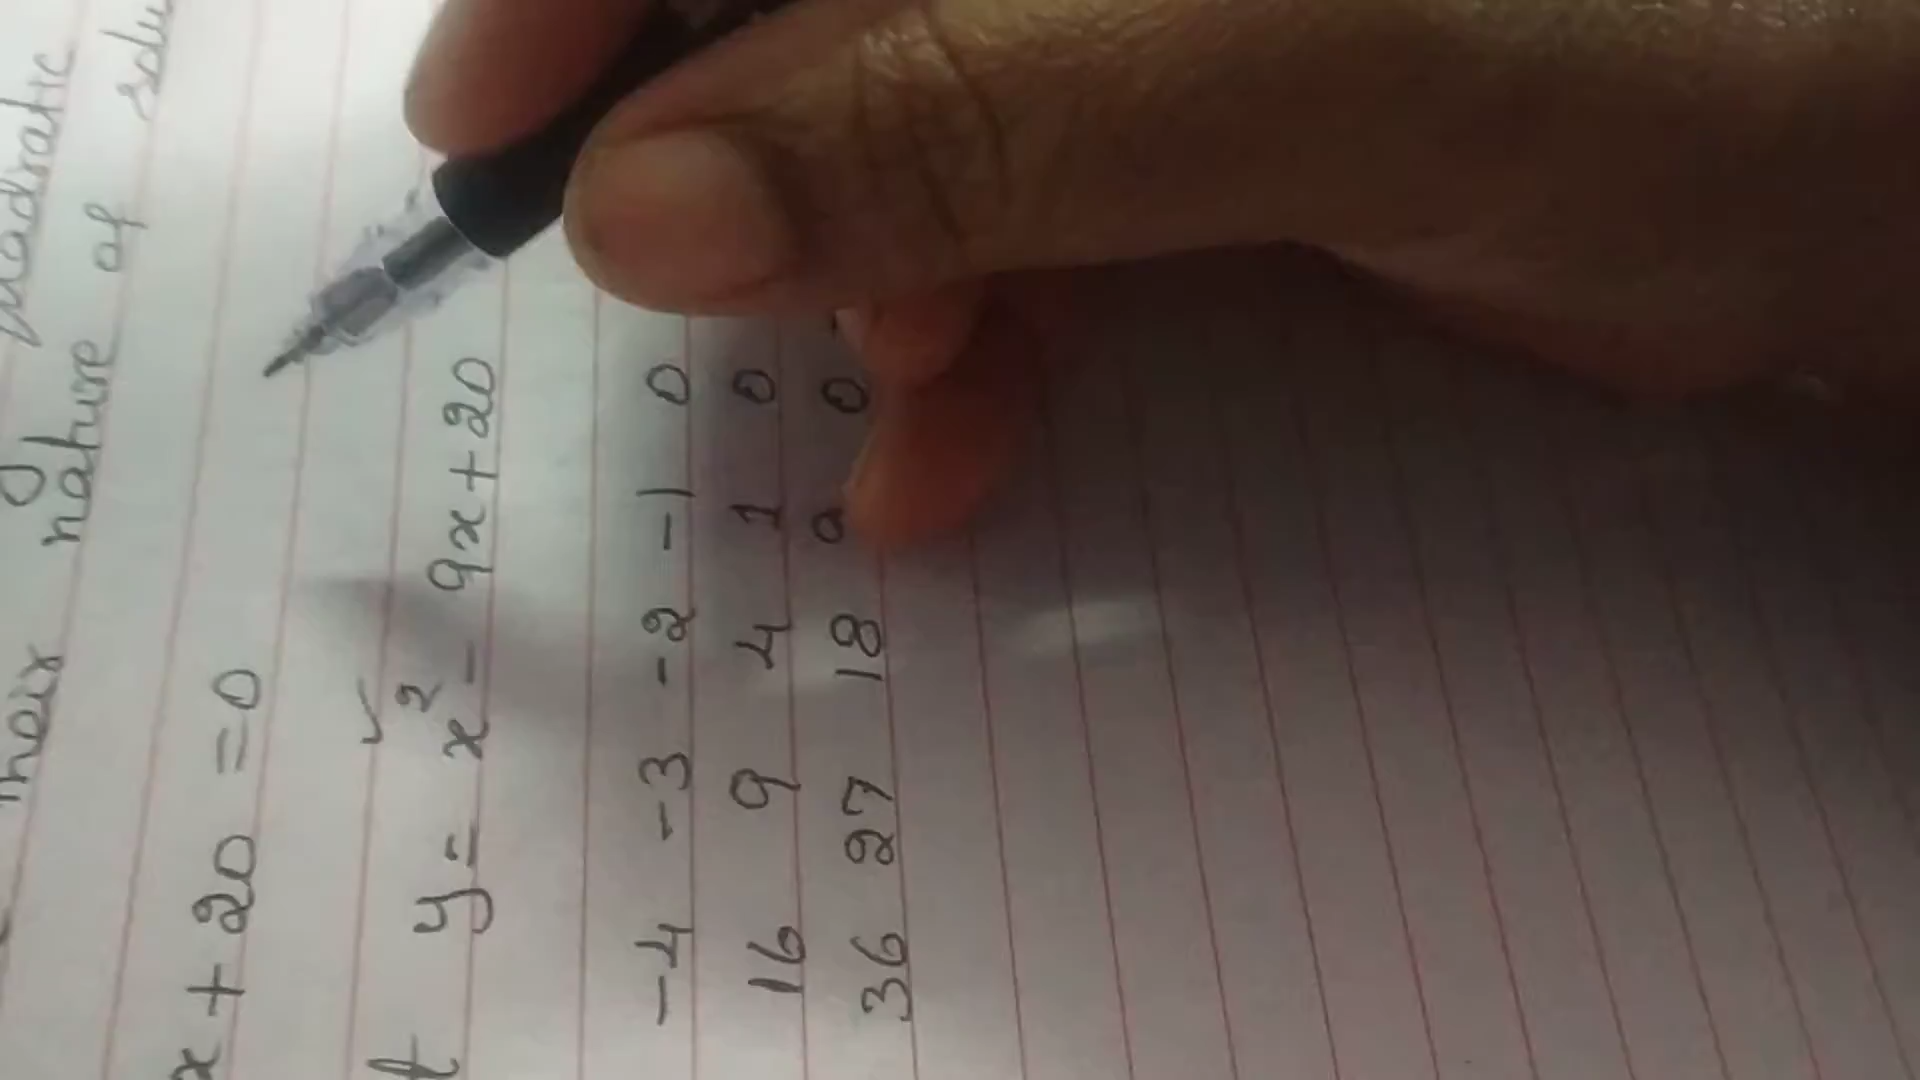 quadratic
their nature of solu
x + 20 = 0
t y = x² - 9x + 20
-4 -3 -2 -1 0
16 9 4 1 0
36 27 18 9 0